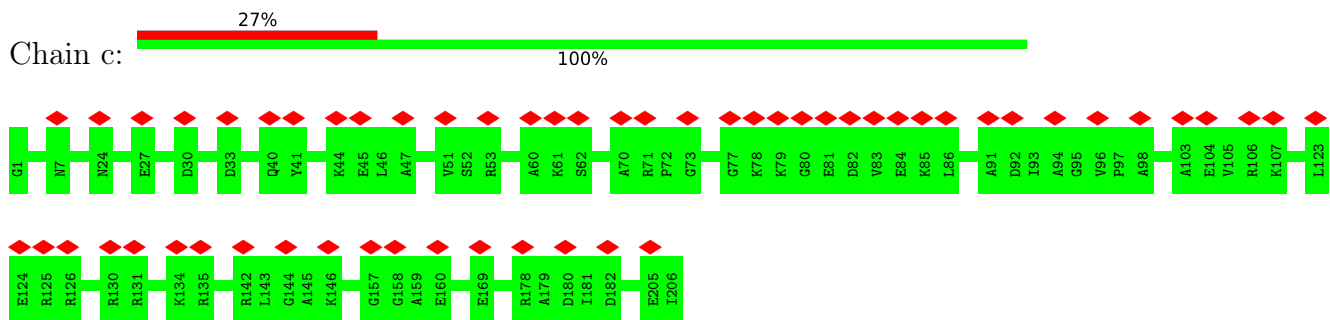 27%
Chain c:
100%
G1 N7 N24 E27 D30 D33 Q40 Y41 K44 E45 L46 A47 V51 S52 R53 A60 K61 S62 A70 R71 P72 G73 G77 K78 K79 G80 E81 D82 V83 E84 K85 L86 A91 D92 I93 A94 G95 V96 P97 A98 A103 E104 V105 R106 K107 L123
E124 R125 R126 R130 R131 K134 R135 R142 L143 G144 A145 K146 G157 G158 A159 E160 E169 R178 A179 D180 I181 D182 E205 I206